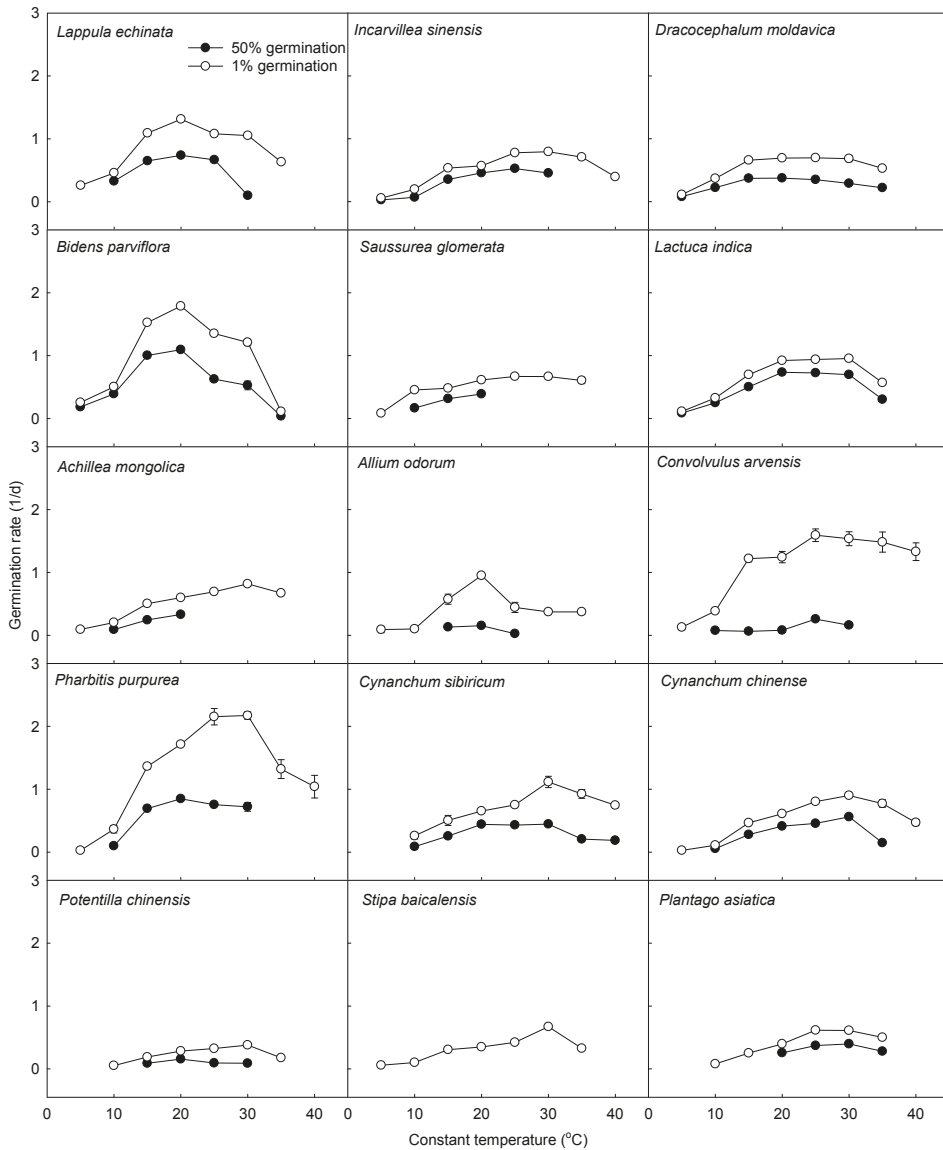 3
Lappula echinata
Incarvillea sinensis
Dracocephalum moldavica
50% germination
1% germination
2
1
0
3
Bidens parviflora
Saussurea glomerata
Lactuca indica
2
1
0
3
Achillea mongolica
Allium odorum
Convolvulus arvensis
2
1
0
Germination rate (1/d)
3
Pharbitis purpurea
Cynanchum sibiricum
Cynanchum chinense
2
1
0
3
Potentilla chinensis
Stipa baicalensis
Plantago asiatica
2
1
0
0 10 20 30 40 0 10 20 30 40 0 10 20 30 40
Constant temperature (°C)